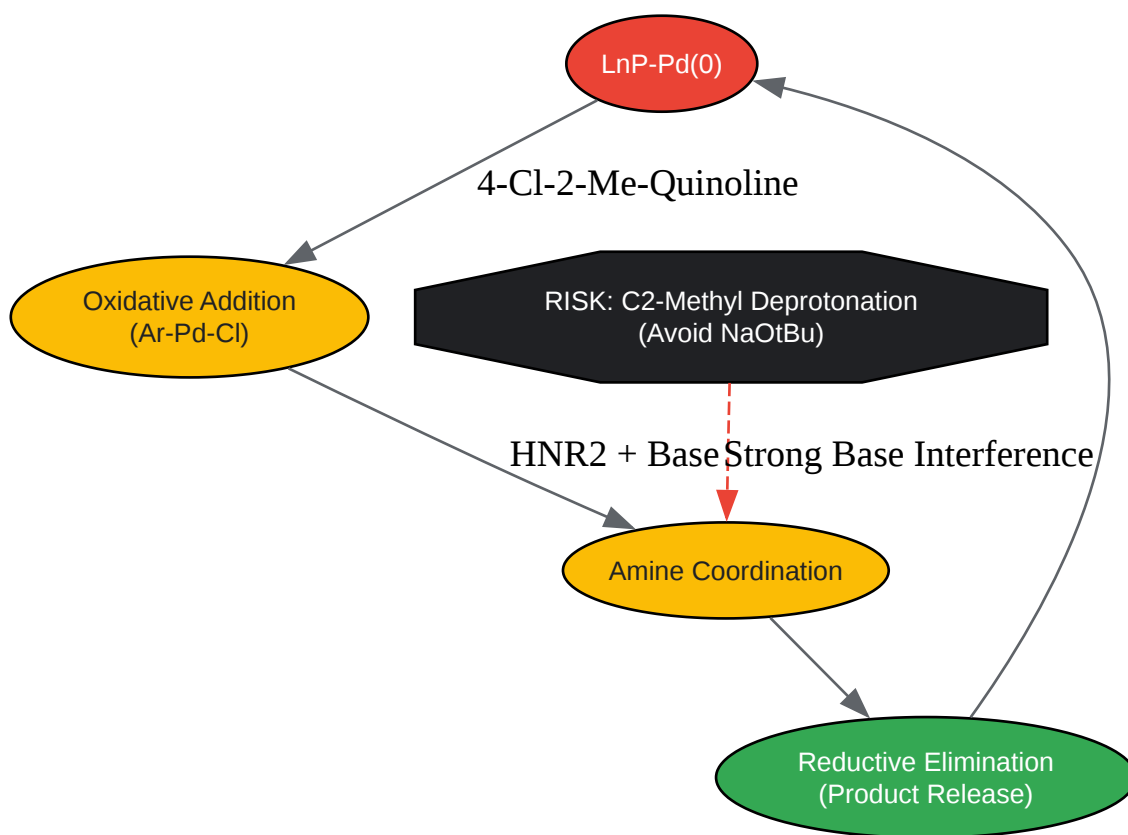 LnP-Pd(0)
4-Cl-2-Me-Quinoline
Oxidative Addition
(Ar-Pd-Cl)
RISK: C2-Methyl Deprotonation
(Avoid NaOtBu)
HNR2 + Base
Strong Base Interference
Amine Coordination
Reductive Elimination
(Product Release)